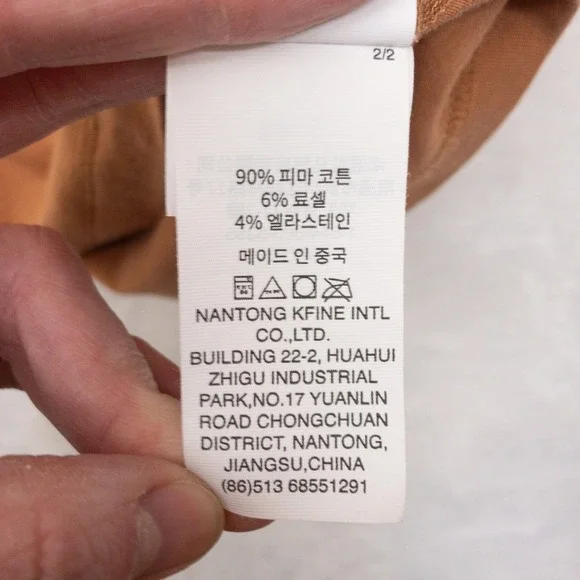 2/2
90% 피마 코튼
6% 료셀
4% 엘라스테인
메이드 인 중국
NANTONG KFINE INTL
CO.,LTD.
BUILDING 22-2, HUAHUI
ZHIGU INDUSTRIAL
PARK,NO.17 YUANLIN
ROAD CHONGCHUAN
DISTRICT, NANTONG,
JIANGSU,CHINA
(86)513 68551291